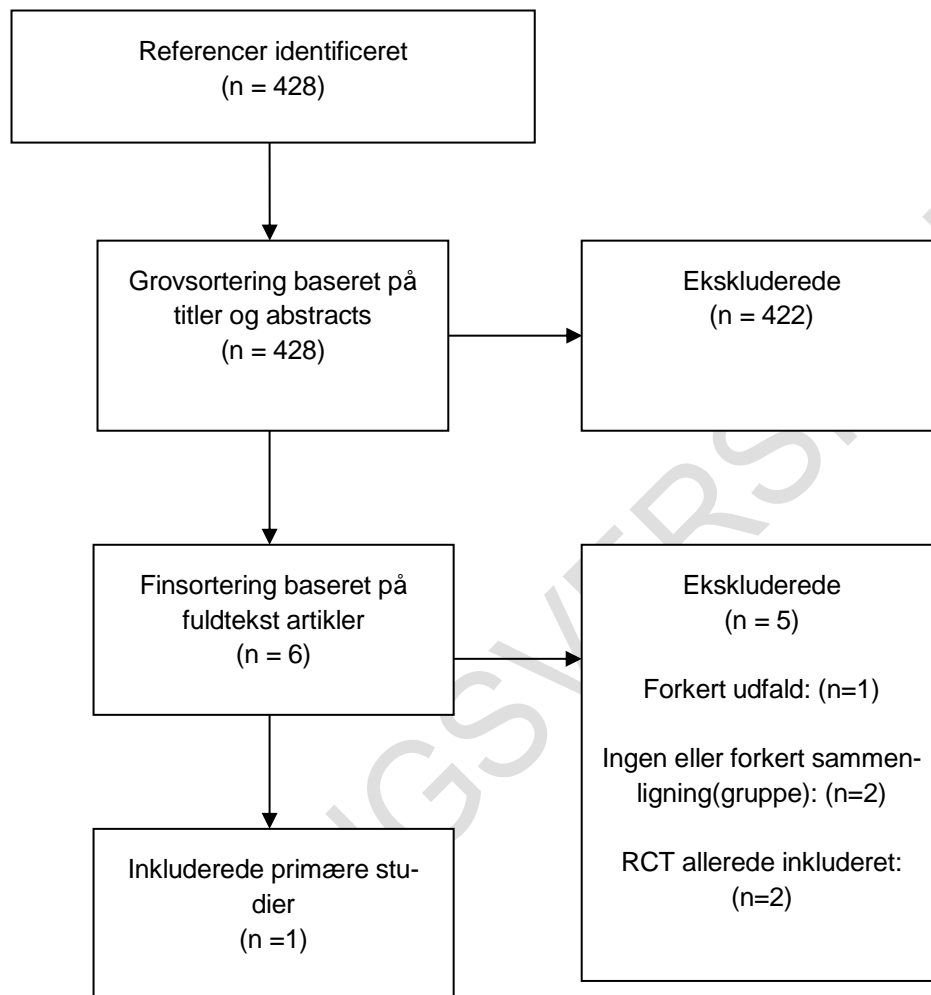 Referencer identificeret
(n = 428)
Grovsortering baseret på
titler og abstracts
(n = 428)
Ekskluderede
(n = 422)
Finsortering baseret på
fuldtekst artikler
(n = 6)
Ekskluderede
(n = 5)
Forkert udfald: (n=1)
Ingen eller forkert sammen-
ligning(gruppe): (n=2)
RCT allerede inkluderet:
(n=2)
Inkluderede primære stu-
dier
(n =1)